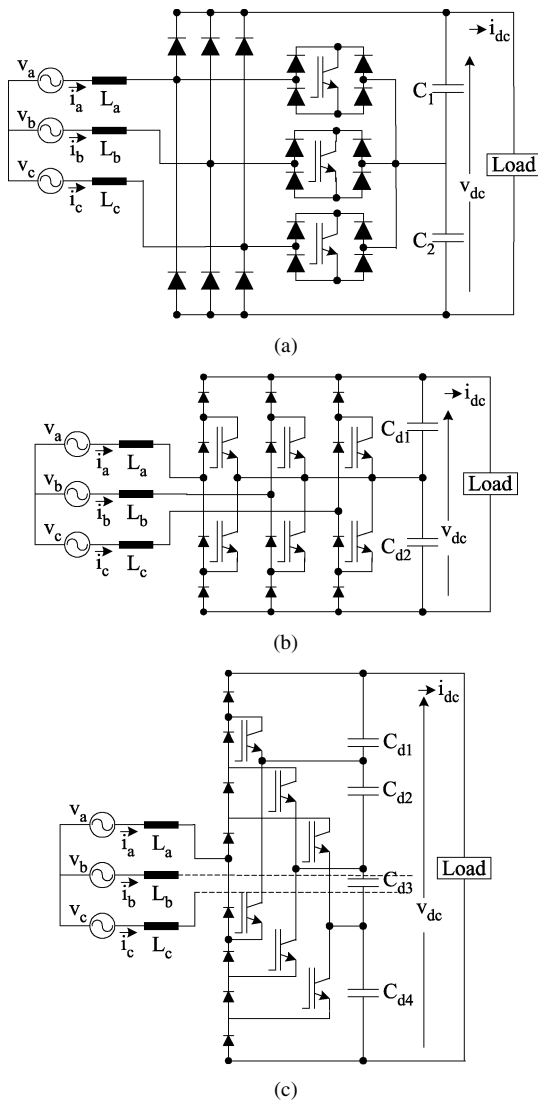 i_dc
v_a
C_1
i_a L_a
v_b
Load
i_b L_b
v_dc
v_c
i_c L_c
C_2
(a)
i_dc
v_a
C_d1
i_a L_a
v_b
Load
i_b L_b
v_c
v_dc
C_d2
i_c L_c
(b)
i_dc
C_d1
C_d2
v_a
i_a L_a
v_b
Load
C_d3
i_b L_b
v_dc
v_c
i_c L_c
C_d4
(c)